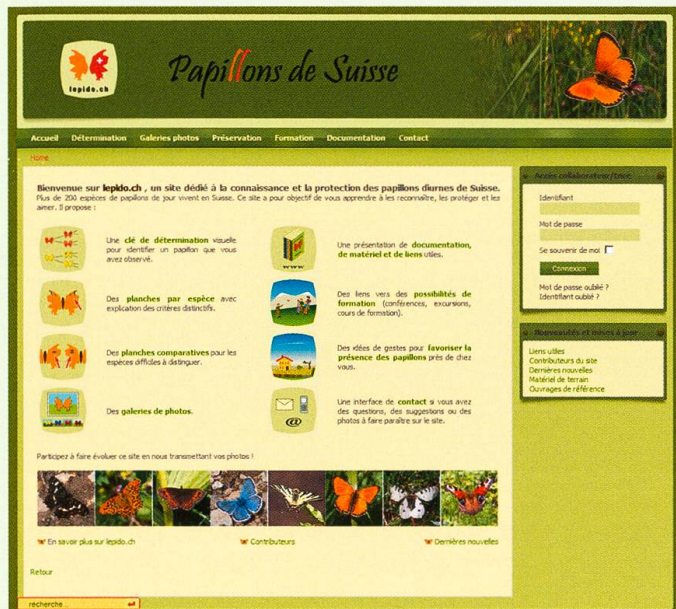 lepido.ch
Papillons de Suisse
Accueil Détermination Galeries photos Préservation Formation Documentation Contact
Home
Bienvenue sur lepido.ch , un site dédié à la connaissance et la protection des papillons diurnes de Suisse.
Plus de 200 espèces de papillons de jour vivent en Suisse. Ce site a pour objectif de vous apprendre à les reconnaître, les protéger et les
aimer. Il propose :
Une clé de détermination visuelle
pour identifier un papillon que vous
avez observé.
Une présentation de documentation,
de matériel et de liens utiles.
www
Des planches par espèce avec
explication des critères distinctifs.
Des liens vers des possibilités de
formation (conférences, excursions,
cours de formation).
Des planches comparatives pour les
espèces difficiles à distinguer.
Des idées de gestes pour favoriser la
présence des papillons près de chez
vous.
Des galeries de photos.
Une interface de contact si vous avez
des questions, des suggestions ou des
photos à faire paraître sur le site.
@
Participez à faire évoluer ce site en nous transmettant vos photos !
En savoir plus sur lepido.ch
Contributeurs
Dernières nouvelles
Retour
recherche...
Accès collaborateur/trice
Identifiant
Mot de passe
Se souvenir de moi
Connexion
Mot de passe oublié ?
Identifiant oublié ?
Nouveautés et mises à jour
Liens utiles
Contributeurs du site
Dernières nouvelles
Matériel de terrain
Ouvrages de référence